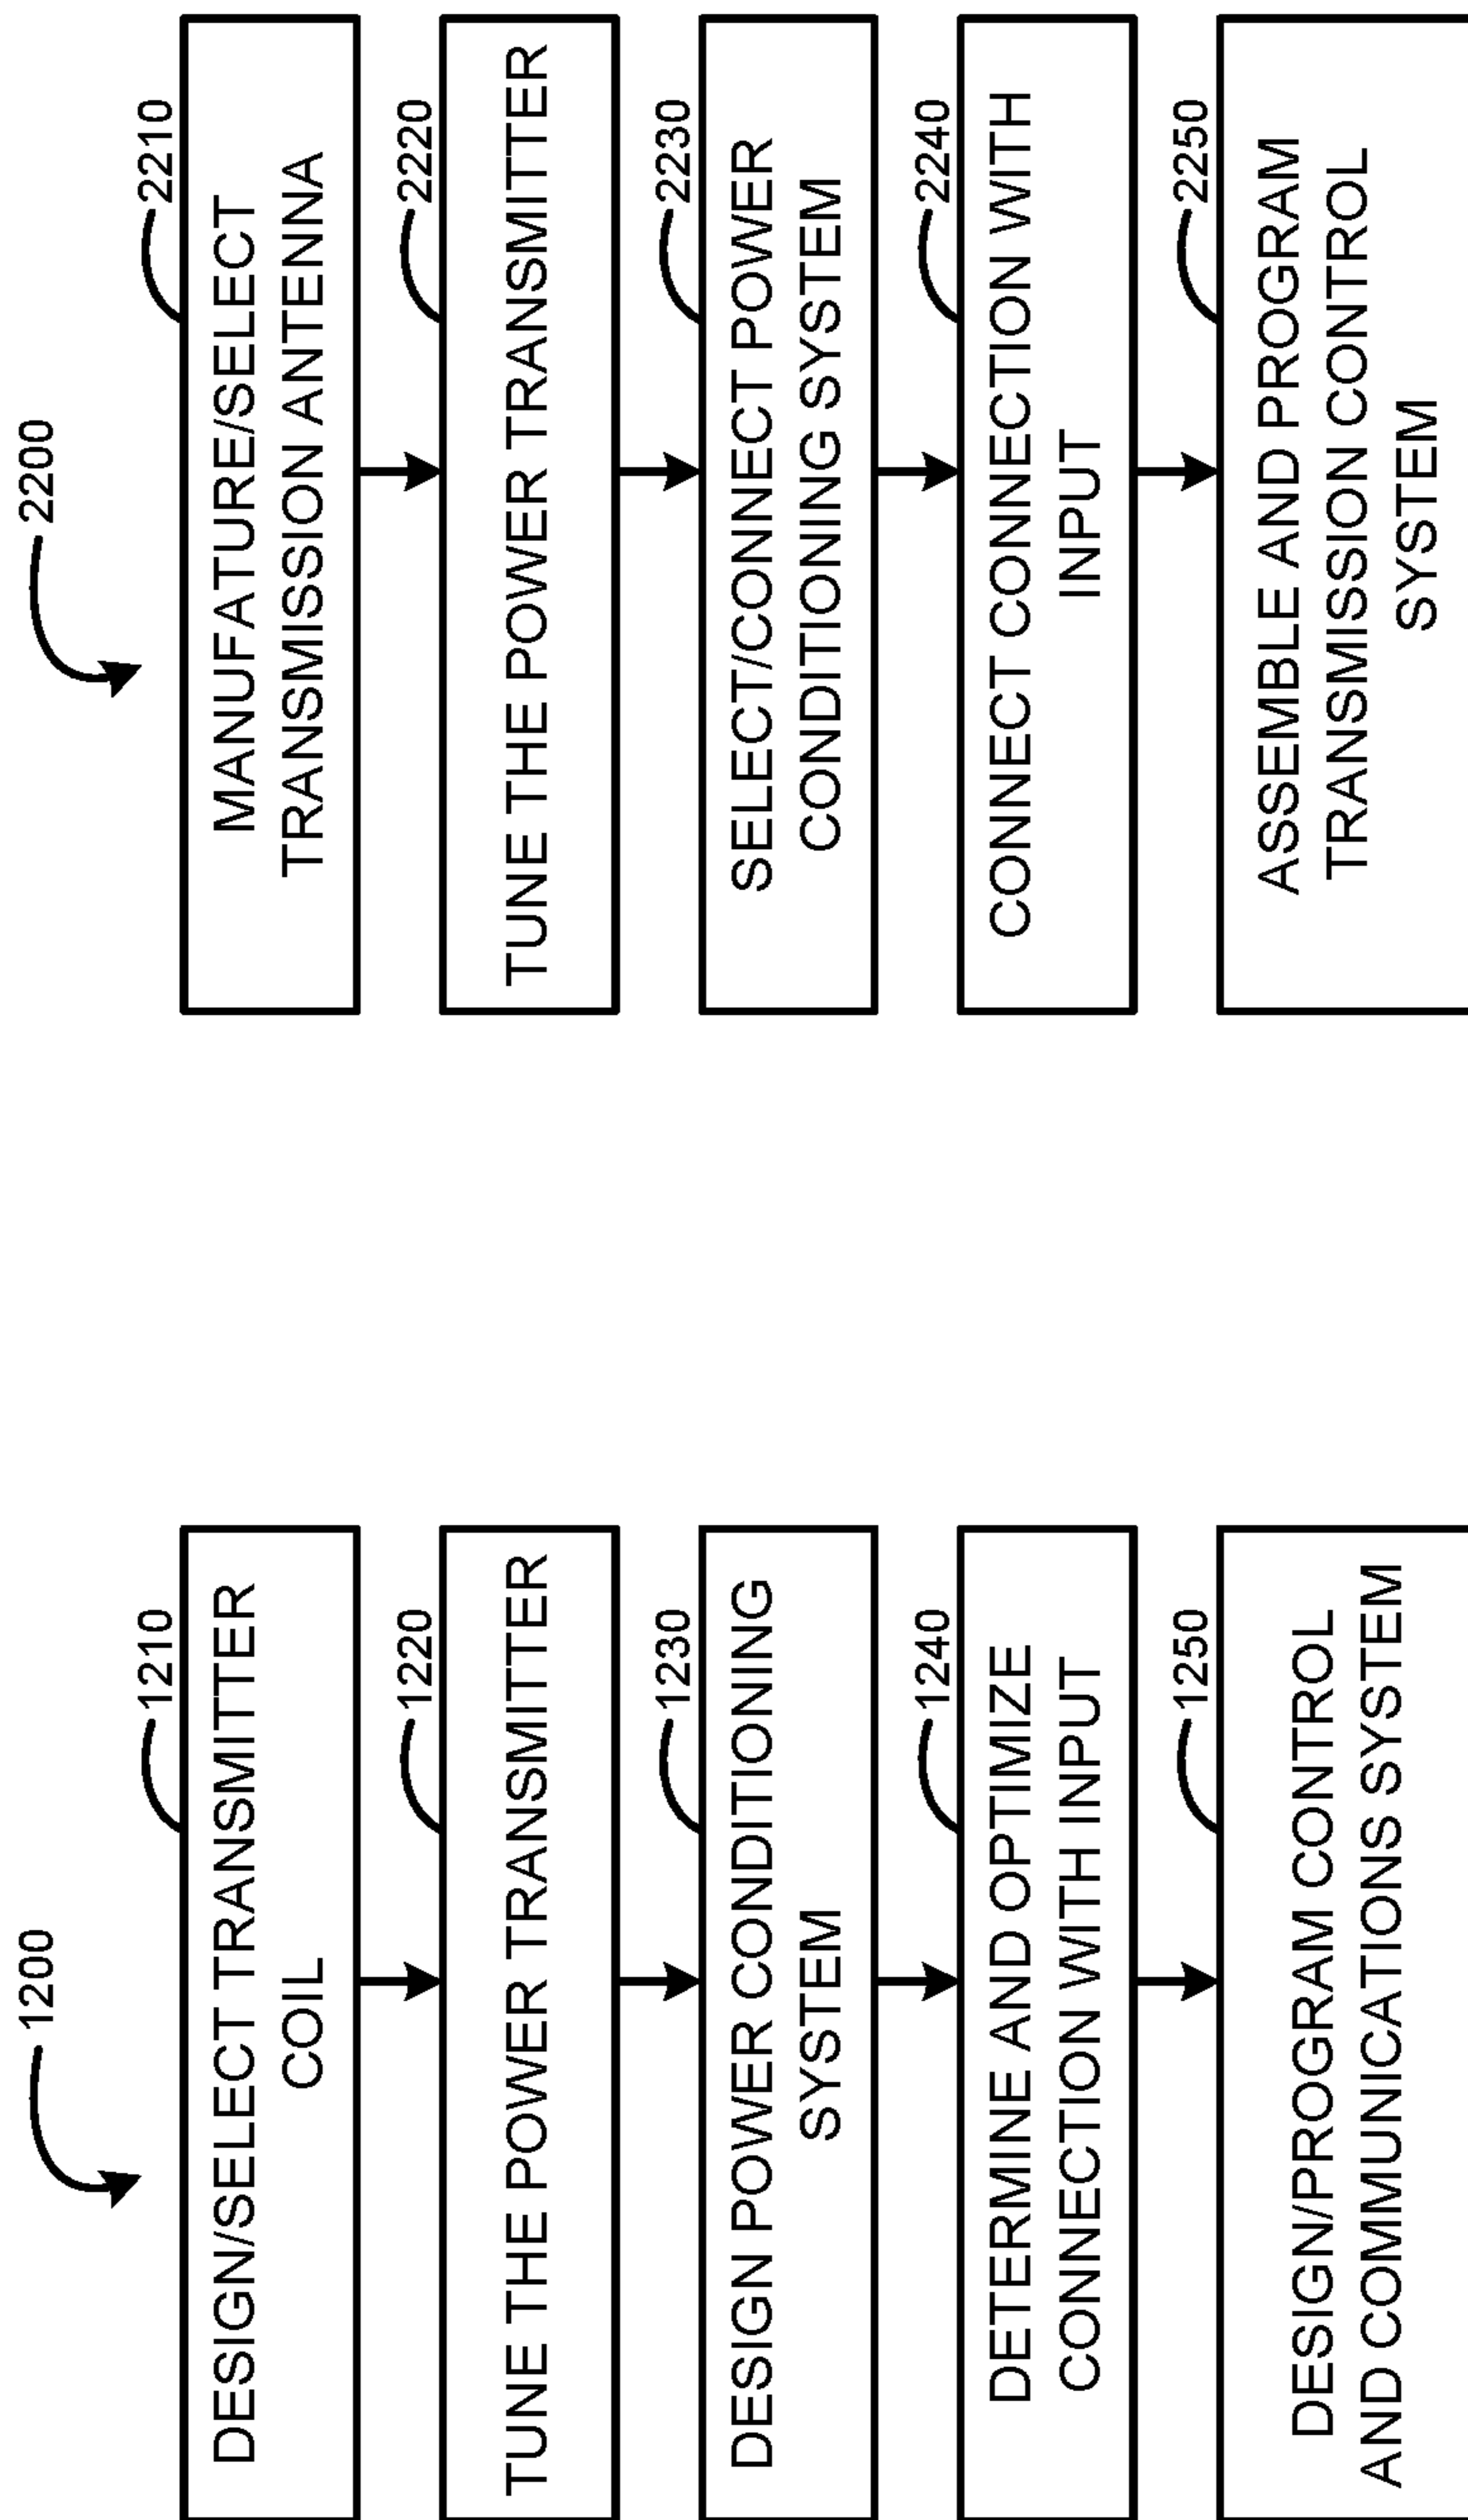 1200
1210
DESIGN/SELECT TRANSMITTER
COIL
1220
TUNE THE POWER TRANSMITTER
1230
DESIGN POWER CONDITIONING
SYSTEM
1240
DETERMINE AND OPTIMIZE
CONNECTION WITH INPUT
1250
DESIGN/PROGRAM CONTROL
AND COMMUNICATIONS SYSTEM
2200
2210
MANUFATURE/SELECT
TRANSMISSION ANTENNA
2220
TUNE THE POWER TRANSMITTER
2230
SELECT/CONNECT POWER
CONDITIONING SYSTEM
2240
CONNECT CONNECTION WITH
INPUT
2250
ASSEMBLE AND PROGRAM
TRANSMISSION CONTROL
SYSTEM